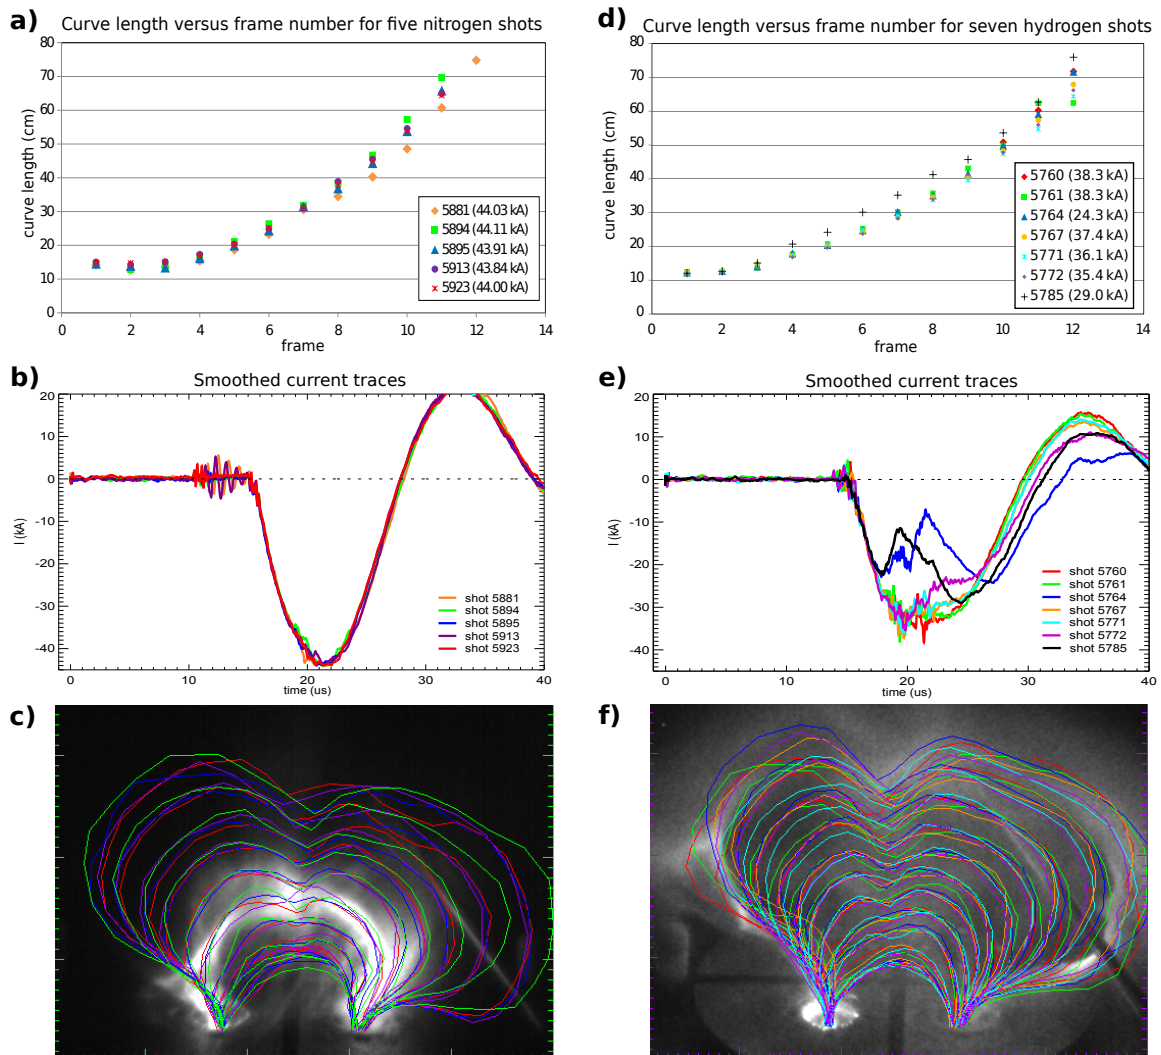 a)
Curve length versus frame number for five nitrogen shots
80
70
60
50
40
30
20
10
0
curve length (cm)
5881 (44.03 kA)
5894 (44.11 kA)
5895 (43.91 kA)
5913 (43.84 kA)
5923 (44.00 kA)
0 2 4 6 8 10 12 14
frame
b)
Smoothed current traces
20
10
0
-10
-20
-30
-40
I (kA)
shot 5881
shot 5894
shot 5895
shot 5913
shot 5923
0 10 20 30 40
time (us)
c)
d)
Curve length versus frame number for seven hydrogen shots
80
70
60
50
40
30
20
10
0
curve length (cm)
5760 (38.3 kA)
5761 (38.3 kA)
5764 (24.3 kA)
5767 (37.4 kA)
5771 (36.1 kA)
5772 (35.4 kA)
5785 (29.0 kA)
0 2 4 6 8 10 12 14
frame
e)
Smoothed current traces
20
10
0
-10
-20
-30
-40
I (kA)
shot 5760
shot 5761
shot 5764
shot 5767
shot 5771
shot 5772
shot 5785
0 10 20 30 40
time (us)
f)